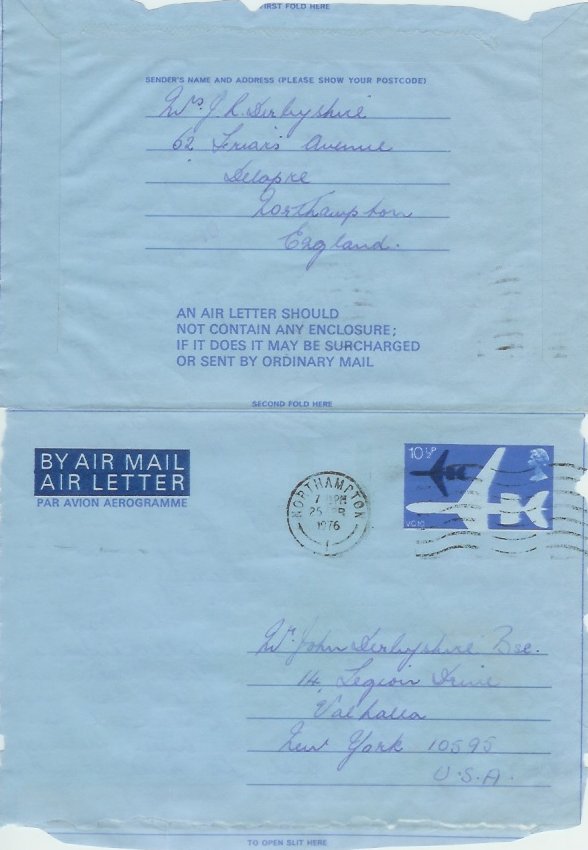 FIRST FOLD HERE
SENDER'S NAME AND ADDRESS (PLEASE SHOW YOUR POSTCODE)
Mrs J. R. Derbyshire
62 Friars Avenue
Delapre
Northampton
England.
AN AIR LETTER SHOULD
NOT CONTAIN ANY ENCLOSURE;
IF IT DOES IT MAY BE SURCHARGED
OR SENT BY ORDINARY MAIL
SECOND FOLD HERE
BY AIR MAIL
AIR LETTER
PAR AVION AEROGRAMME
NORTHAMPTON
7 PM
25
1976
10½P
VC10
Mr John Derbyshire Bsc.
14, Legion Drive
Valhalla
New York 10595
U.S.A.
TO OPEN SLIT HERE